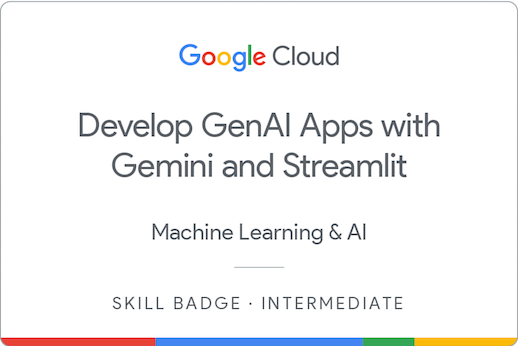 Google Cloud
Develop GenAI Apps with
Gemini and Streamlit
Machine Learning & AI
SKILL BADGE · INTERMEDIATE